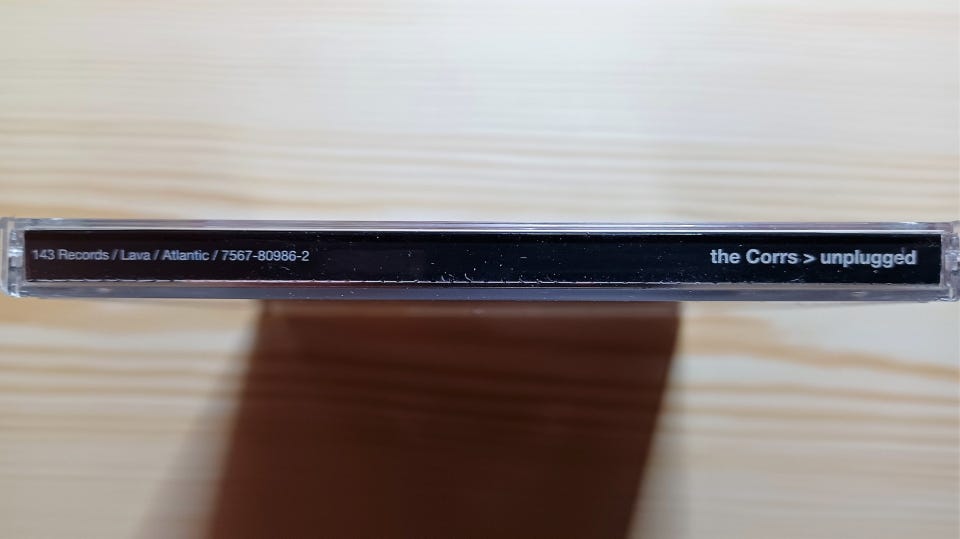 143 Records / Lava / Atlantic / 7567-80986-2 the Corrs > unplugged